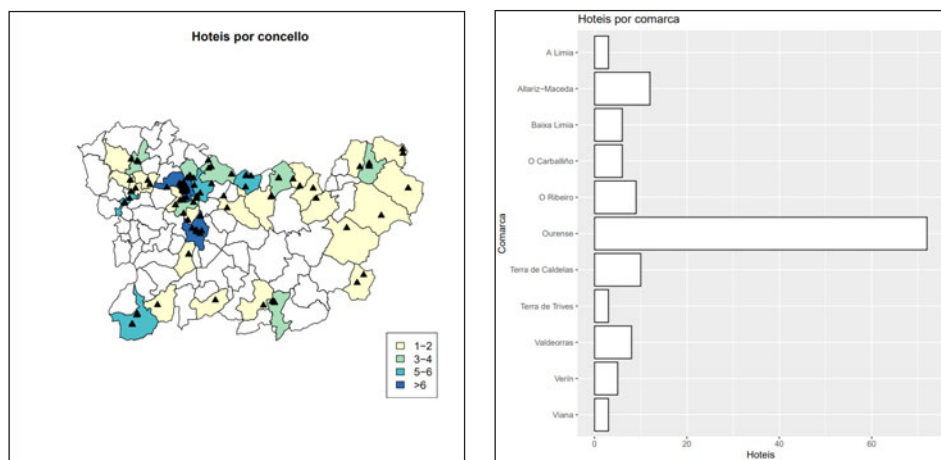 Hoteis por concello
1−2
3−4
5−6
>6
Hoteis por comarca
Comarca
A Limia
Allariz−Maceda
Baixa Limia
O Carballiño
O Ribeiro
Ourense
Terra de Caldelas
Terra de Trives
Valdeorras
Verín
Viana
0
20
40
60
Hoteis